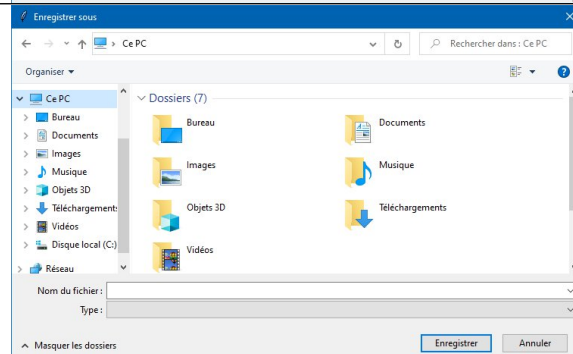 Enregistrer sous
Ce PC
Rechercher dans : Ce PC
Organiser
Ce PC
Bureau
Documents
Images
Musique
Objets 3D
Téléchargements
Vidéos
Disque local (C:)
Réseau
Dossiers (7)
Bureau
Documents
Images
Musique
Objets 3D
Téléchargements
Vidéos
Nom du fichier :
Type :
Masquer les dossiers
Enregistrer
Annuler